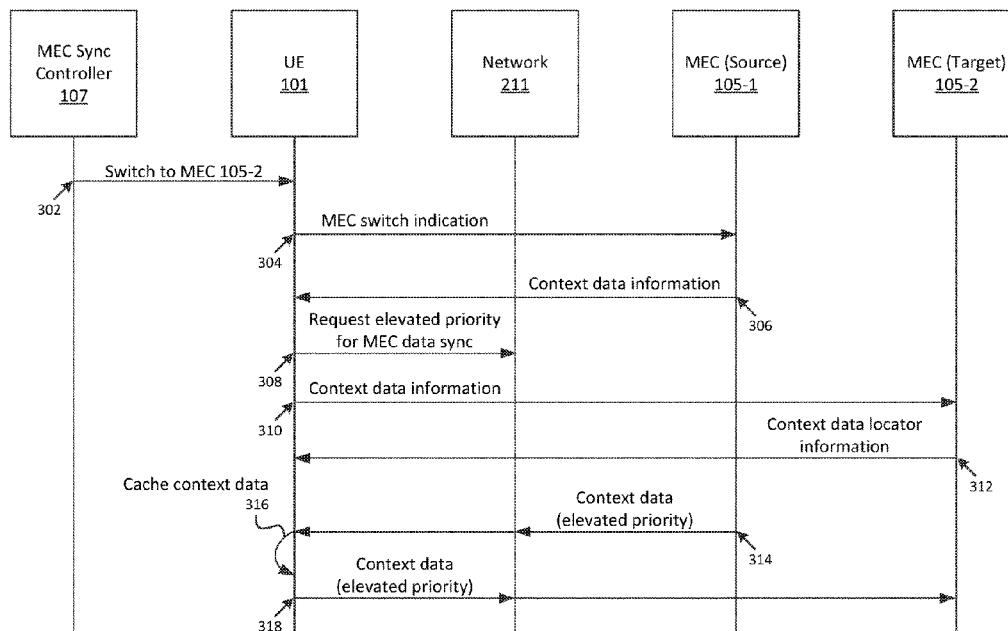 MEC Sync
Controller
107
UE
101
Network
211
MEC (Source)
105-1
MEC (Target)
105-2
Switch to MEC 105-2
302
MEC switch indication
304
Context data information
306
Request elevated priority
for MEC data sync
308
Context data information
310
Context data locator
information
312
Cache context data
316
Context data
(elevated priority)
314
Context data
(elevated priority)
318